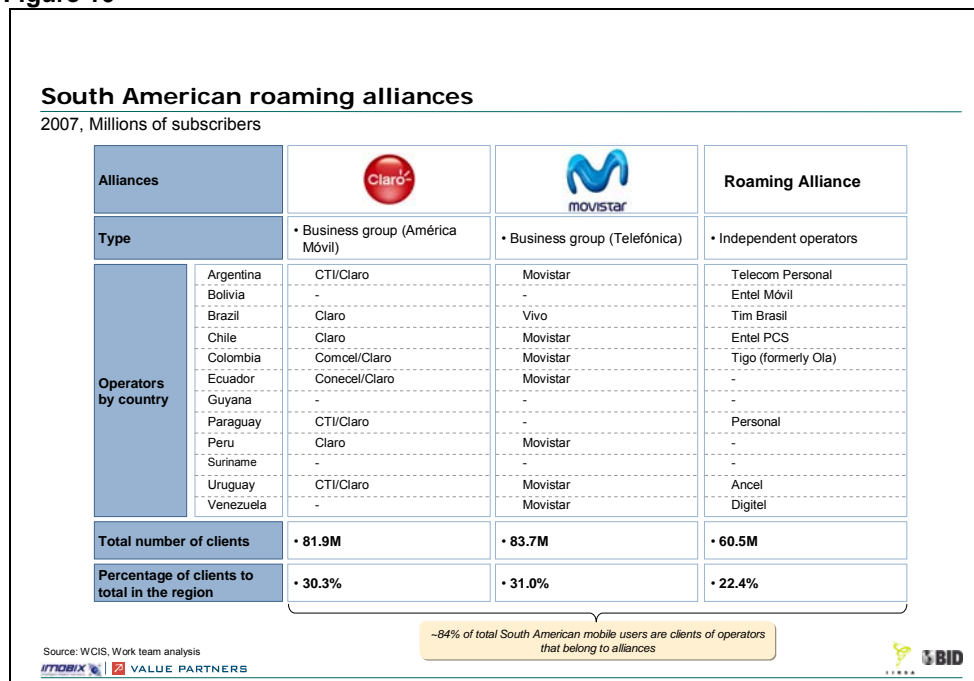 South American roaming alliances
2007, Millions of subscribers
Alliances
Claro
movistar
Roaming Alliance
Type
• Business group (América
Móvil)
• Business group (Telefónica)
• Independent operators
Operators
by country
Argentina CTI/Claro Movistar Telecom Personal
Bolivia - - Entel Móvil
Brazil Claro Vivo Tim Brasil
Chile Claro Movistar Entel PCS
Colombia Comcel/Claro Movistar Tigo (formerly Ola)
Ecuador Conecel/Claro Movistar -
Guyana - - -
Paraguay CTI/Claro - Personal
Peru Claro Movistar -
Suriname - - -
Uruguay CTI/Claro Movistar Ancel
Venezuela - Movistar Digitel
Total number of clients • 81.9M • 83.7M • 60.5M
Percentage of clients to
total in the region
• 30.3% • 31.0% • 22.4%
~84% of total South American mobile users are clients of operators
that belong to alliances
Source: WCIS, Work team analysis
IMOBIX VALUE PARTNERS
BID